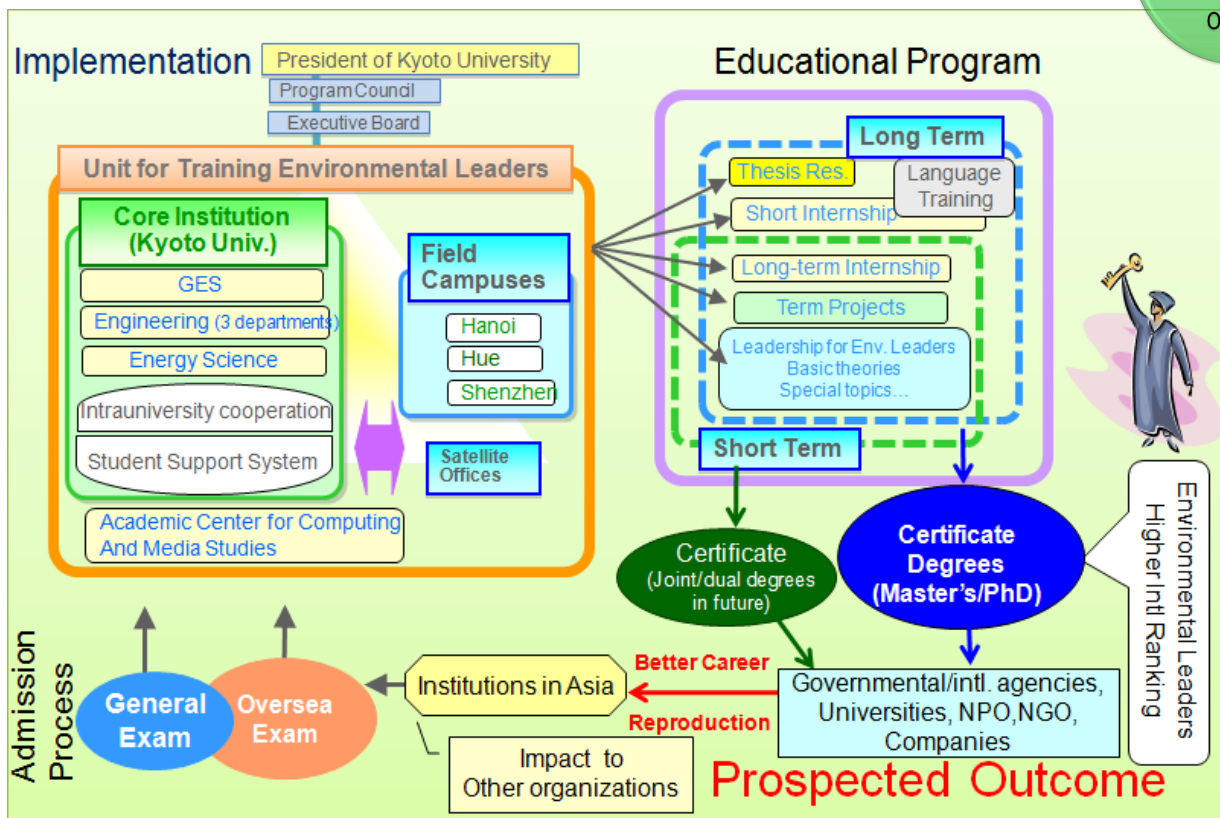 Implementation
President of Kyoto University
Program Council
Executive Board
Unit for Training Environmental Leaders
Core Institution
(Kyoto Univ.)
GES
Engineering (3 departments)
Energy Science
Intrauniversity cooperation
Student Support System
Academic Center for Computing
And Media Studies
Field
Campuses
Hanoi
Hue
Shenzhen
Satellite
Offices
Educational Program
0
Long Term
Thesis Res.
Language
Training
Short Internship
Long-term Internship
Term Projects
Leadership for Env. Leaders
Basic theories
Special topics…
Short Term
Certificate
(Joint/dual degrees
in future)
Certificate
Degrees
(Master's/PhD)
Environmental Leaders
Higher Intl Ranking
Admission
Process
General
Exam
Oversea
Exam
Institutions in Asia
Impact to
Other organizations
Better Career
Reproduction
Governmental/intl. agencies,
Universities, NPO,NGO,
Companies
Prospected Outcome